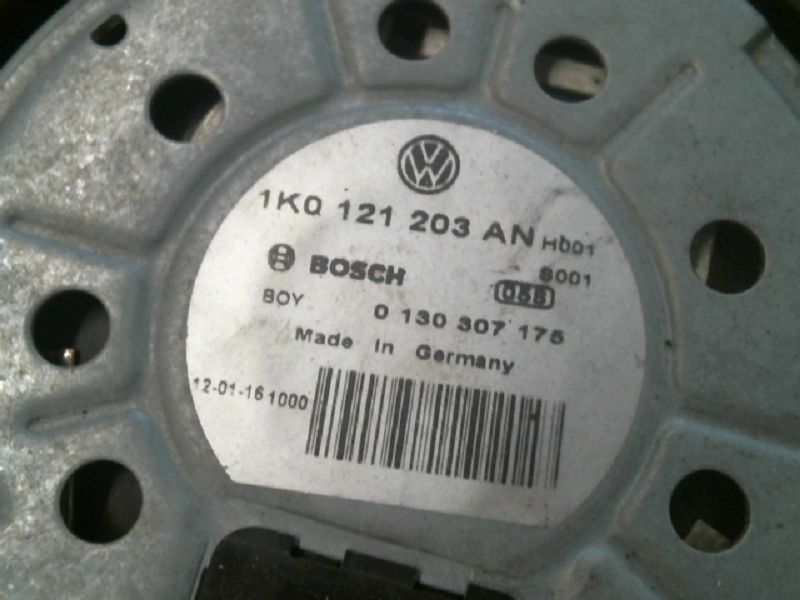 1K0 121 203 AN H001
S001
BOSCH
058
BOY 0 130 307 175
Made in Germany
12-01-16 1000